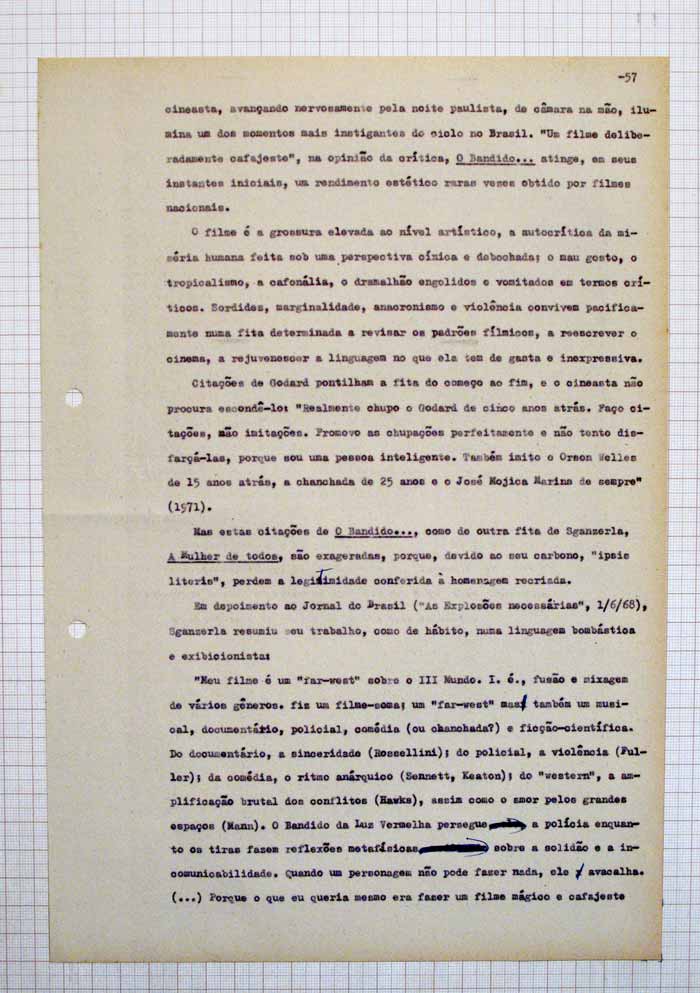 -57
cineasta, avançando nervosamente pela noite paulista, de câmara na mão, ilu-
mina um dos momentos mais instigantes do ciclo no Brasil. "Um filme delibe-
radamente cafajeste", na opinião da crítica, O Bandido... atinge, em seus
instantes iniciais, um rendimento estético raras vezes obtido por filmes
nacionais.
O filme é a grossura elevada ao nível artístico, a autocrítica da mi-
séria humana feita sob uma perspectiva cínica e debochada; o mau gosto, o
tropicalismo, a cafonália, o dramalhão engolidos e vomitados em termos crí-
ticos. Sordidez, marginalidade, anacronismo e violência convivem pacifica-
mente numa fita determinada a revisar os padrões fílmicos, a reescrever o
cinema, a rejuvenescer a linguagem no que ela tem de gasta e inexpressiva.
Citações de Godard pontilham a fita do começo ao fim, e o cineasta não
procura escondê-lo: "Realmente chupo o Godard de cinco anos atrás. Faço ci-
tações, não imitações. Promovo as chupações perfeitamente e não tento dis-
farçá-las, porque sou uma pessoa inteligente. Também imito o Orson Welles
de 15 anos atrás, a chanchada de 25 anos e o José Mojica Marins de sempre"
(1971).
Mas estas citações de O Bandido..., como de outra fita de Sganzerla,
A Mulher de todos, são exageradas, porque, devido ao seu carbono, "ipsis
literis", perdem a legitimidade conferida à homenagem recriada.
Em depoimento ao Jornal do Brasil ("As Explosões necessárias", 1/6/68),
Sganzerla resumiu seu trabalho, como de hábito, numa linguagem bombástica
e exibicionista:
"Meu filme é um "far-west" sobre o III Mundo. I. é., fusão e mixagem
de vários gêneros. fiz um filme-soma; um "far-west" mas também um musi-
cal, documentário, policial, comédia (ou chanchada?) e ficção-científica.
Do documentário, a sinceridade (Rossellini); do policial, a violência (Ful-
ler); da comédia, o ritmo anárquico (Sennett, Keaton); do "western", a am-
plificação brutal dos conflitos (Hawks), assim como o amor pelos grandes
espaços (Mann). O Bandido da Luz Vermelha persegue a polícia enquan-
to os tiras fazem reflexões metafísicas sobre a solidão e a in-
comunicabilidade. Quando um personagem não pode fazer nada, ele avacalha.
(...) Porque o que eu queria mesmo era fazer um filme mágico e cafajeste